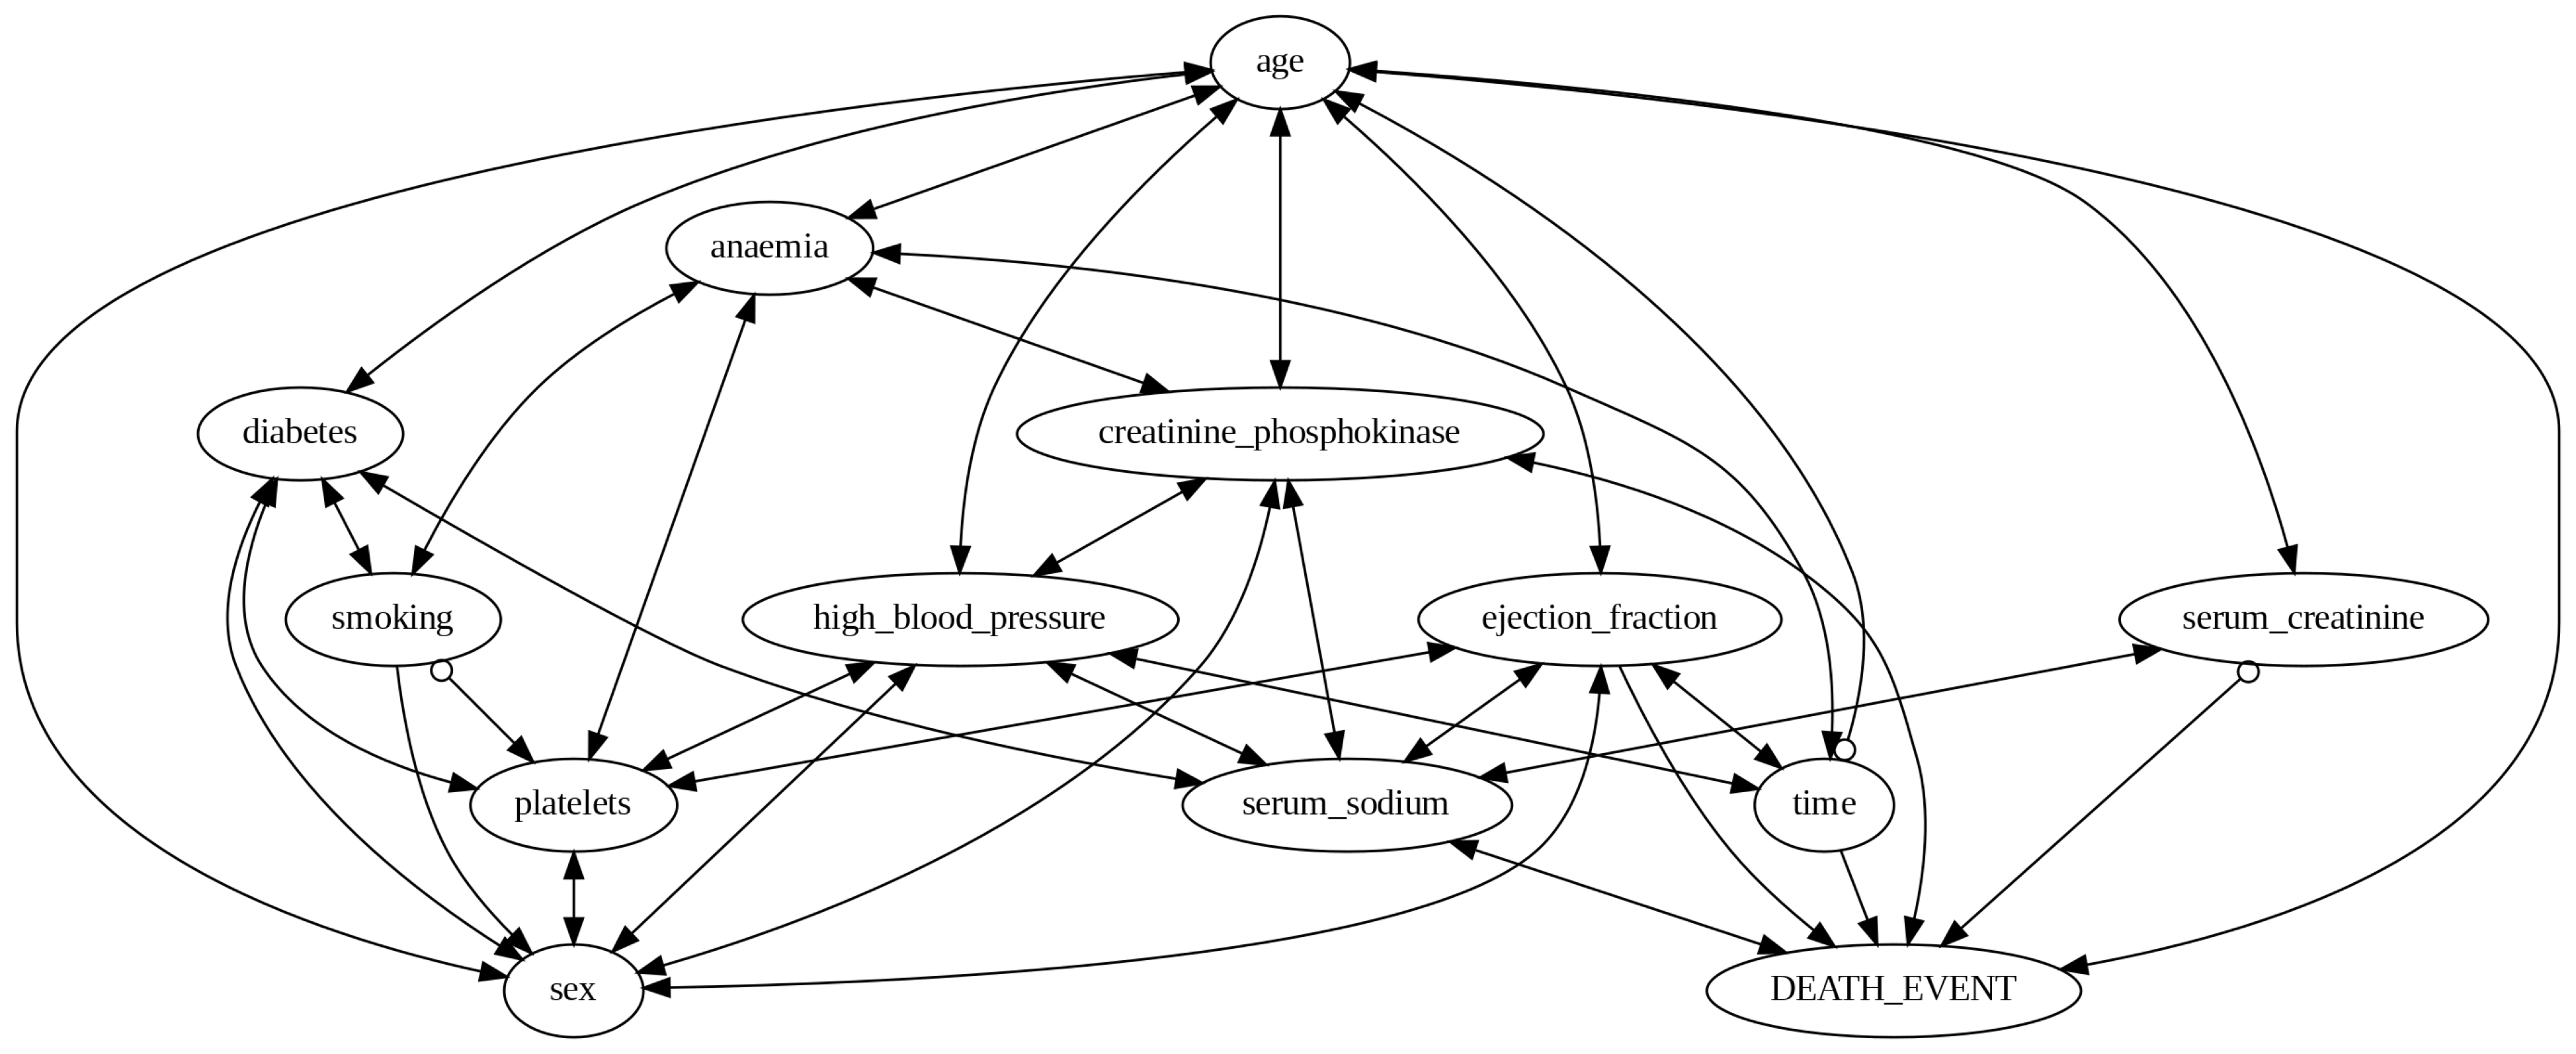 age
anaemia
diabetes
creatinine_phosphokinase
smoking
high_blood_pressure
ejection_fraction
serum_creatinine
platelets
serum_sodium
time
sex
DEATH_EVENT